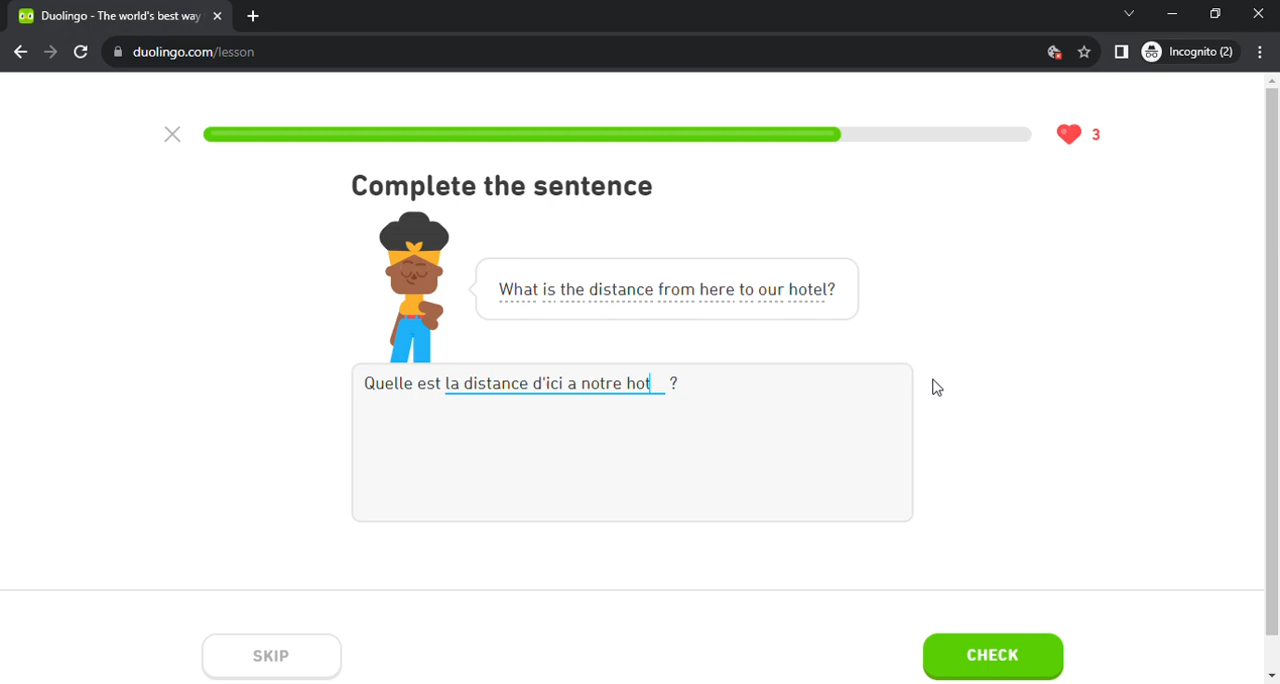 Duolingo - The world's best way
duolingo.com/lesson
Incognito (2)
3
Complete the sentence
What is the distance from here to our hotel?
Quelle est la distance d'ici a notre hot ?
SKIP
CHECK